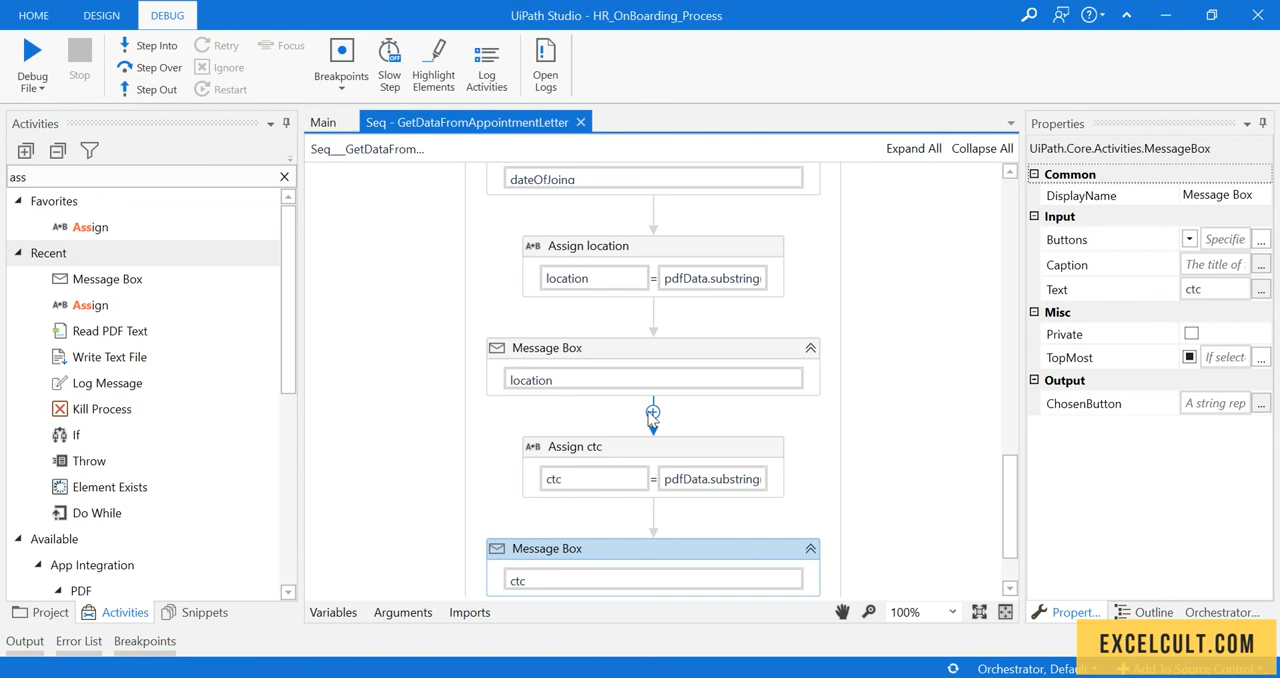 HOME DESIGN DEBUG UiPath Studio - HR_OnBoarding_Process
Debug File Stop Step Into Step Over Step Out Retry Ignore Restart Focus Breakpoints Slow Step Highlight Elements Log Activities Open Logs
OFF
Activities
ass
Favorites
Assign
Recent
Message Box
Assign
Read PDF Text
Write Text File
Log Message
Kill Process
If
Throw
Element Exists
Do While
Available
App Integration
PDF
Project Activities Snippets
Main Seq - GetDataFromAppointmentLetter
Seq___GetDataFrom... Expand All Collapse All
dateOfJoing
A*B Assign location
location = pdfData.substring(
Message Box
location
A*B Assign ctc
ctc = pdfData.substring(
Message Box
ctc
Variables Arguments Imports 100%
Properties
UiPath.Core.Activities.MessageBox
Common
DisplayName Message Box
Input
Buttons Specifie ...
Caption The title of ...
Text ctc ...
Misc
Private
TopMost If select ...
Output
ChosenButton A string rep ...
Propert... Outline Orchestrator...
Output Error List Breakpoints
EXCELCULT.COM
Orchestrator, Default Add To Source Control